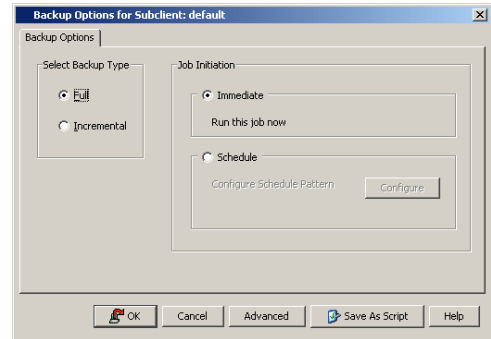 Backup Options for Subclient: default
Backup Options
Select Backup Type
Full
Incremental
Job Initiation
Immediate
Run this job now
Schedule
Configure Schedule Pattern
Configure
OK
Cancel
Advanced
Save As Script
Help